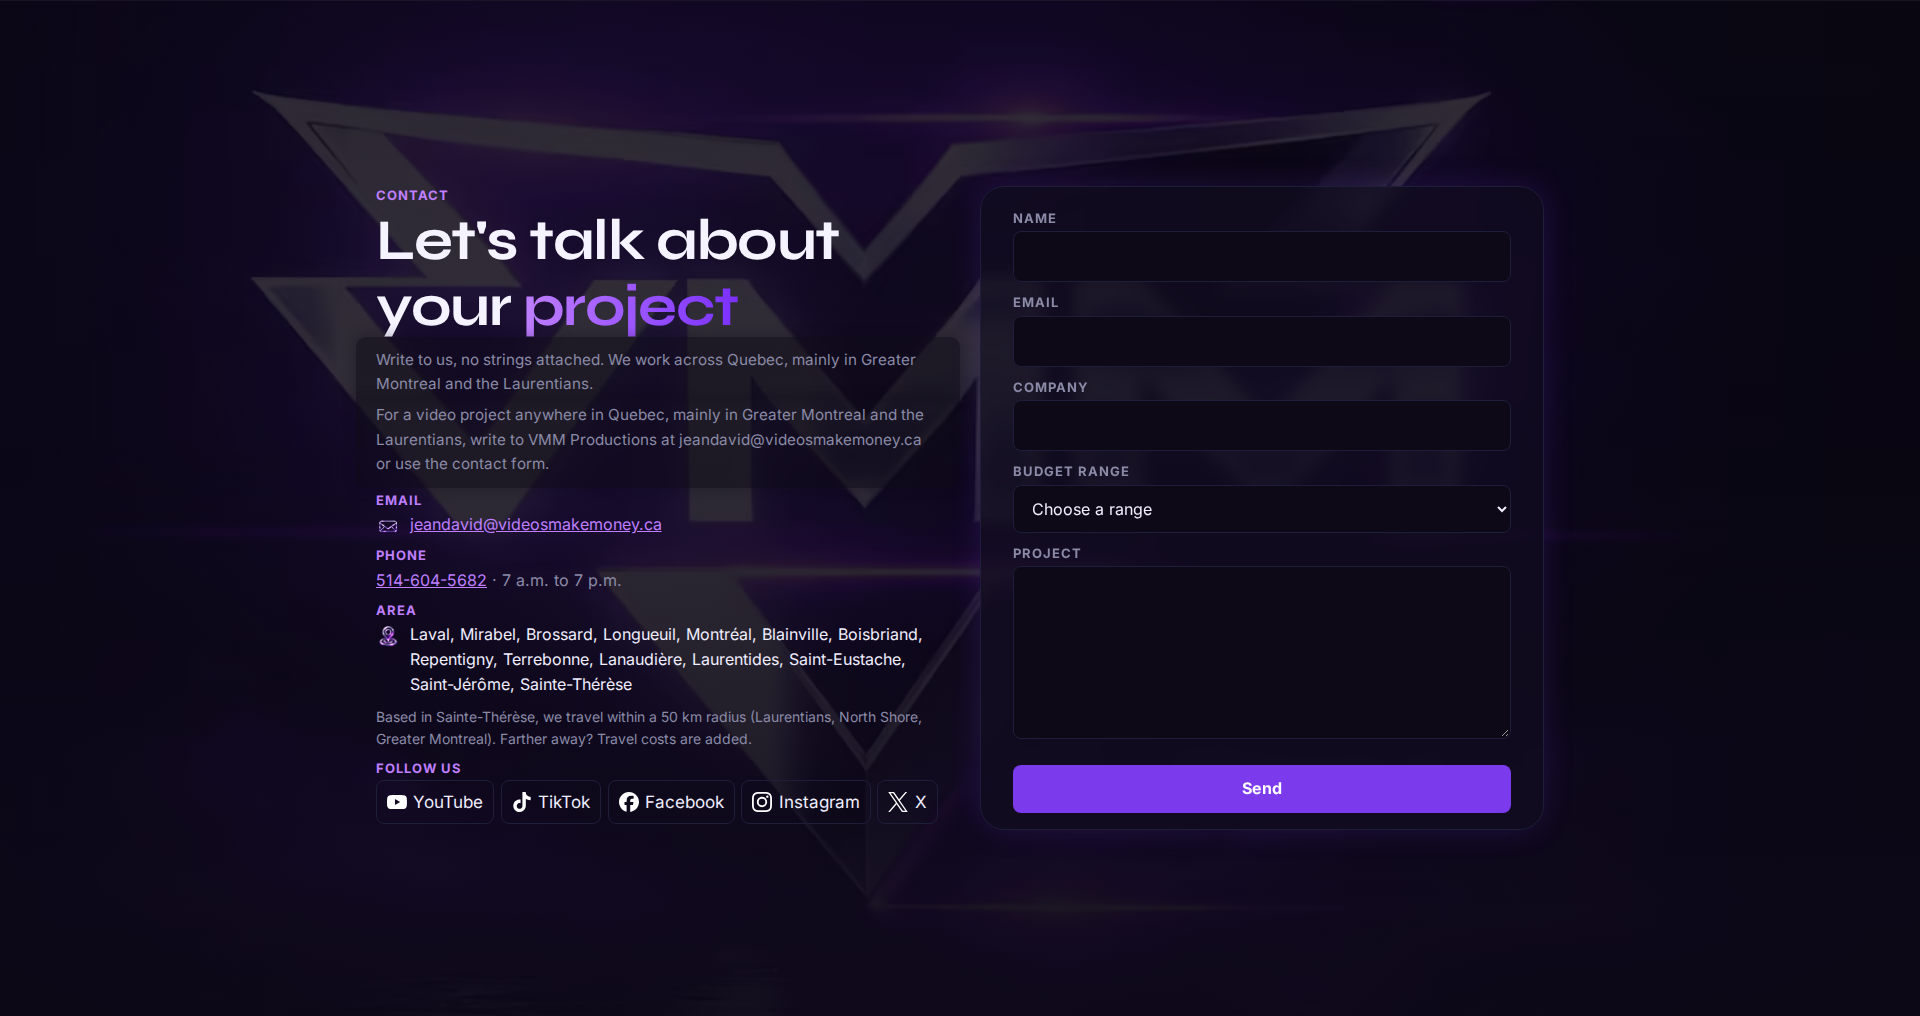 CONTACT
Let's talk about
your project
Write to us, no strings attached. We work across Quebec, mainly in Greater
Montreal and the Laurentians.
For a video project anywhere in Quebec, mainly in Greater Montreal and the
Laurentians, write to VMM Productions at jeandavid@videosmakemoney.ca
or use the contact form.
EMAIL
jeandavid@videosmakemoney.ca
PHONE
514-604-5682 · 7 a.m. to 7 p.m.
AREA
Laval, Mirabel, Brossard, Longueuil, Montréal, Blainville, Boisbriand,
Repentigny, Terrebonne, Lanaudière, Laurentides, Saint-Eustache,
Saint-Jérôme, Sainte-Thérèse
Based in Sainte-Thérèse, we travel within a 50 km radius (Laurentians, North Shore,
Greater Montreal). Farther away? Travel costs are added.
FOLLOW US
YouTube TikTok Facebook Instagram X
NAME
EMAIL
COMPANY
BUDGET RANGE
Choose a range
PROJECT
Send